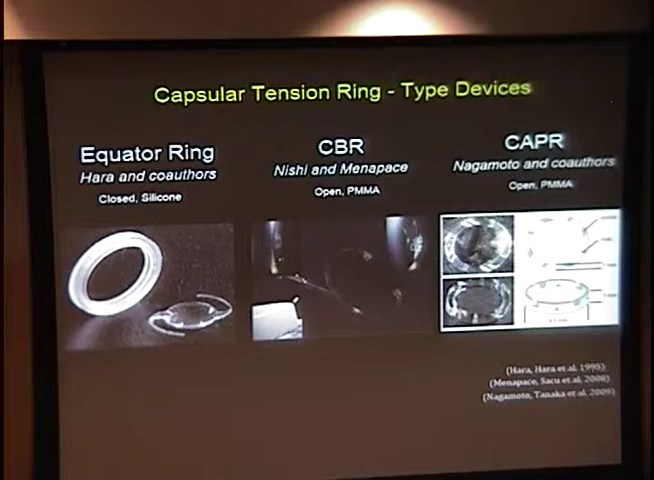 Capsular Tension Ring - Type Devices
Equator Ring
Hara and coauthors
Closed, Silicone
CBR
Nishi and Menapace
Open, PMMA
CAPR
Nagamoto and coauthors
Open, PMMA
(Hara, Hara et al. 1995)
(Menapace, Sacu et al. 2008)
(Nagamoto, Tanaka et al. 2009)